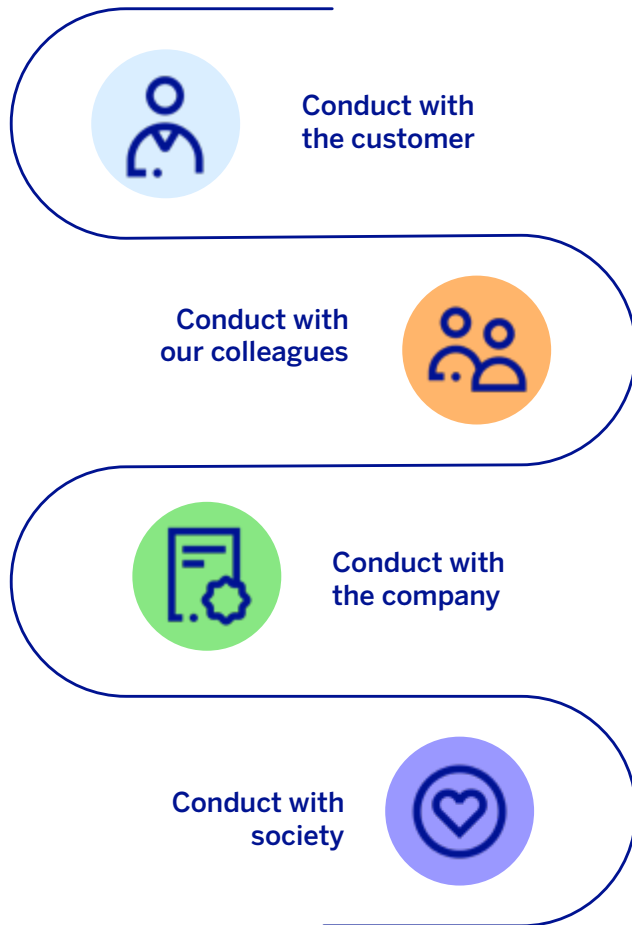 Conduct with
the customer
Conduct with
our colleagues
Conduct with
the company
Conduct with
society